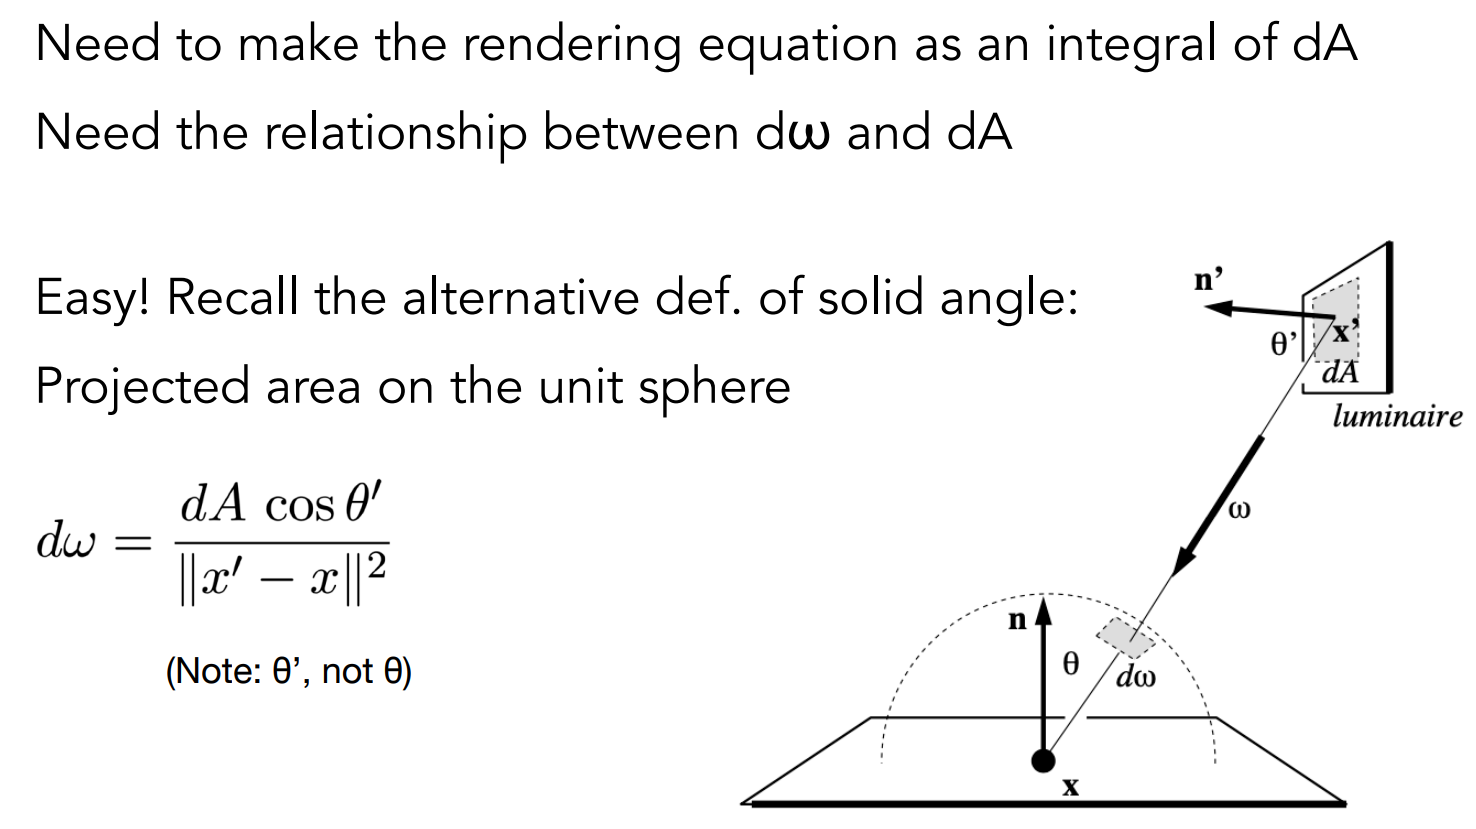 Need to make the rendering equation as an integral of dA
Need the relationship between dω and dA
Easy! Recall the alternative def. of solid angle:
Projected area on the unit sphere
dω = dA cos θ′ / ||x′ − x||²
(Note: θ’, not θ)
n’
θ’
x’
dA
luminaire
ω
n
θ
dω
x